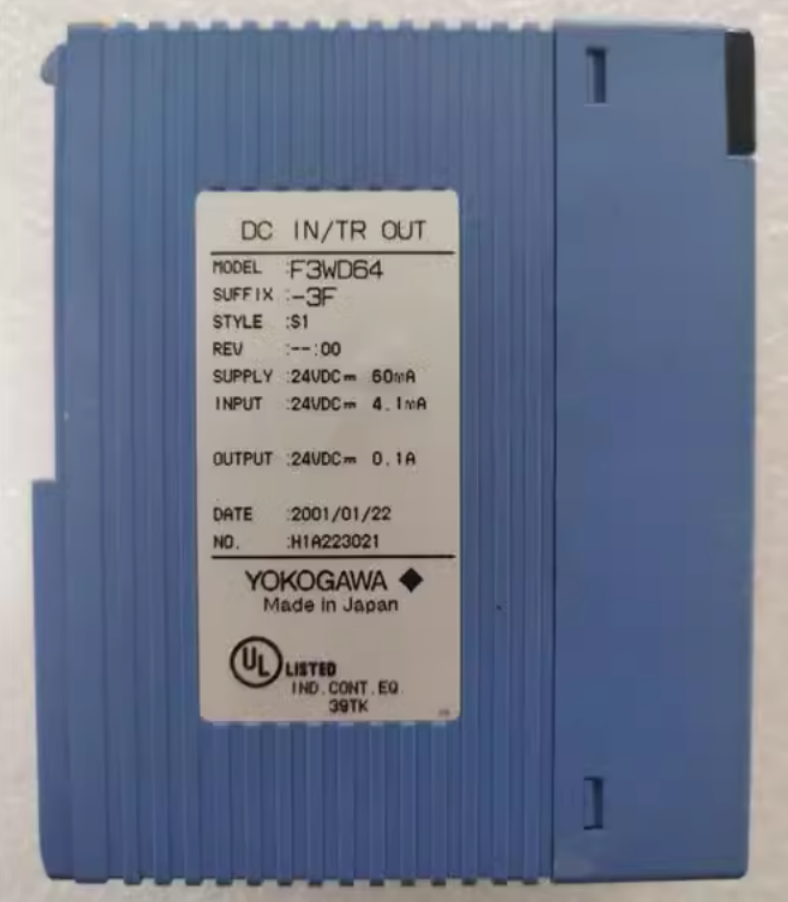 DC IN/TR OUT
MODEL :F3WD64
SUFFIX :-3F
STYLE :S1
REV :--:00
SUPPLY :24VDC⎓ 60mA
INPUT :24VDC⎓ 4.1mA
OUTPUT :24VDC⎓ 0.1A
DATE :2001/01/22
NO. :H1A223021
YOKOGAWA ◆
Made in Japan
UL LISTED
IND.CONT.EQ.
39TK